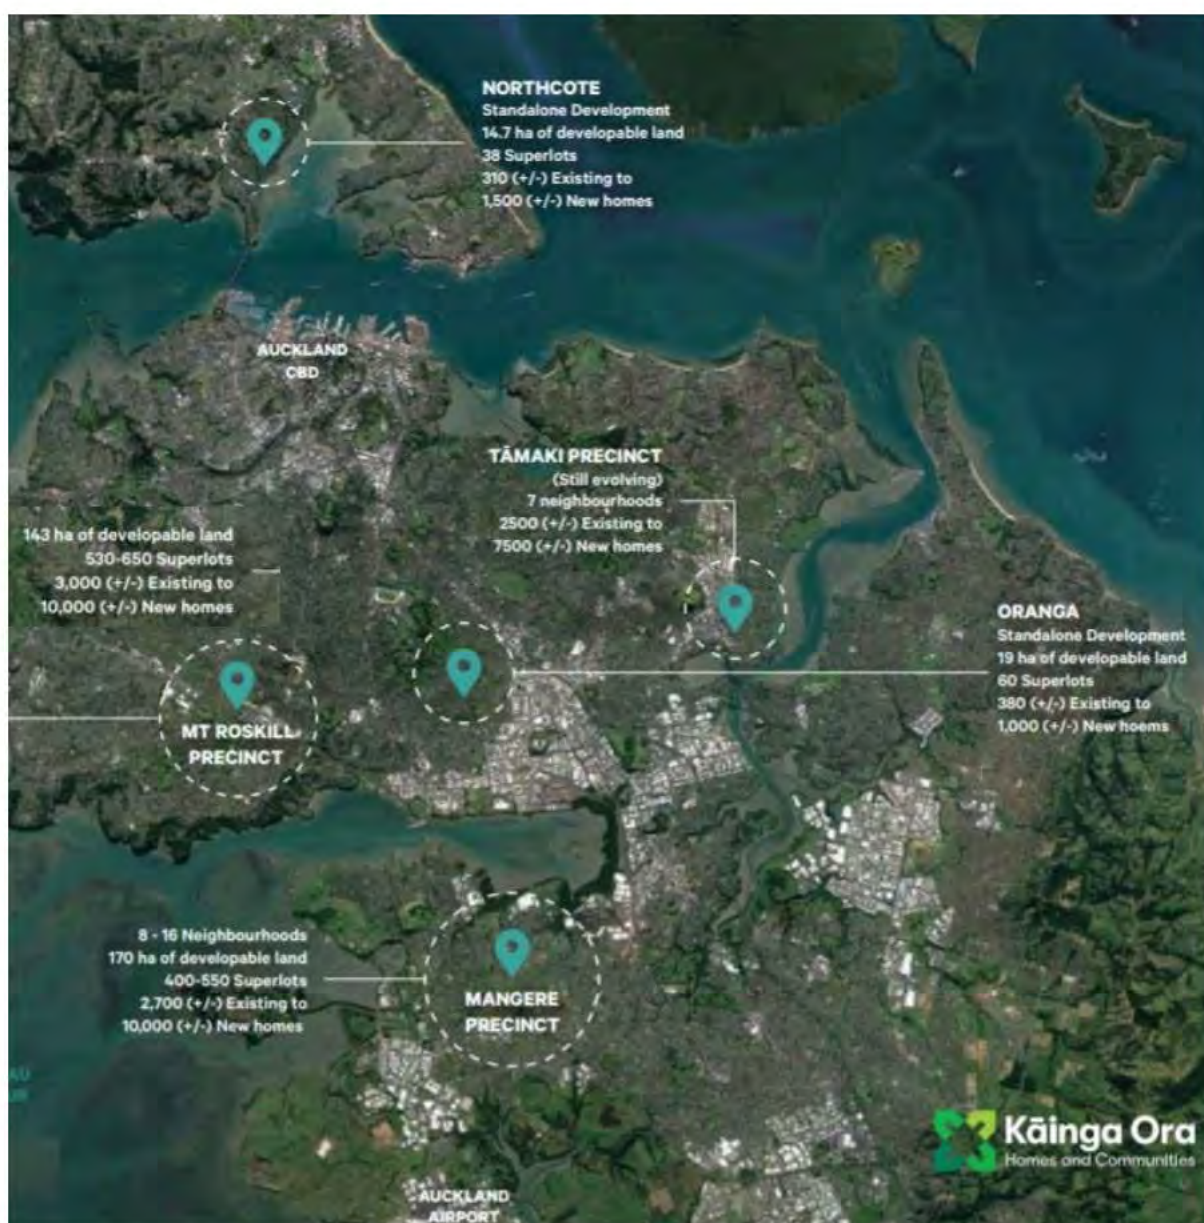 NORTHCOTE
Standalone Development
14.7 ha of developable land
38 Superlots
310 (+/-) Existing to
1,500 (+/-) New homes
AUCKLAND
CBD
TĀMAKI PRECINCT
(Still evolving)
7 neighbourhoods
2500 (+/-) Existing to
7500 (+/-) New homes
143 ha of developable land
530-650 Superlots
3,000 (+/-) Existing to
10,000 (+/-) New homes
ORANGA
Standalone Development
19 ha of developable land
60 Superlots
380 (+/-) Existing to
1,000 (+/-) New hoems
MT ROSKILL
PRECINCT
8 - 16 Neighbourhoods
170 ha of developable land
400-550 Superlots
2,700 (+/-) Existing to
10,000 (+/-) New homes
MANGERE
PRECINCT
Kāinga Ora
Homes and Communities
AUCKLAND
AIRPORT